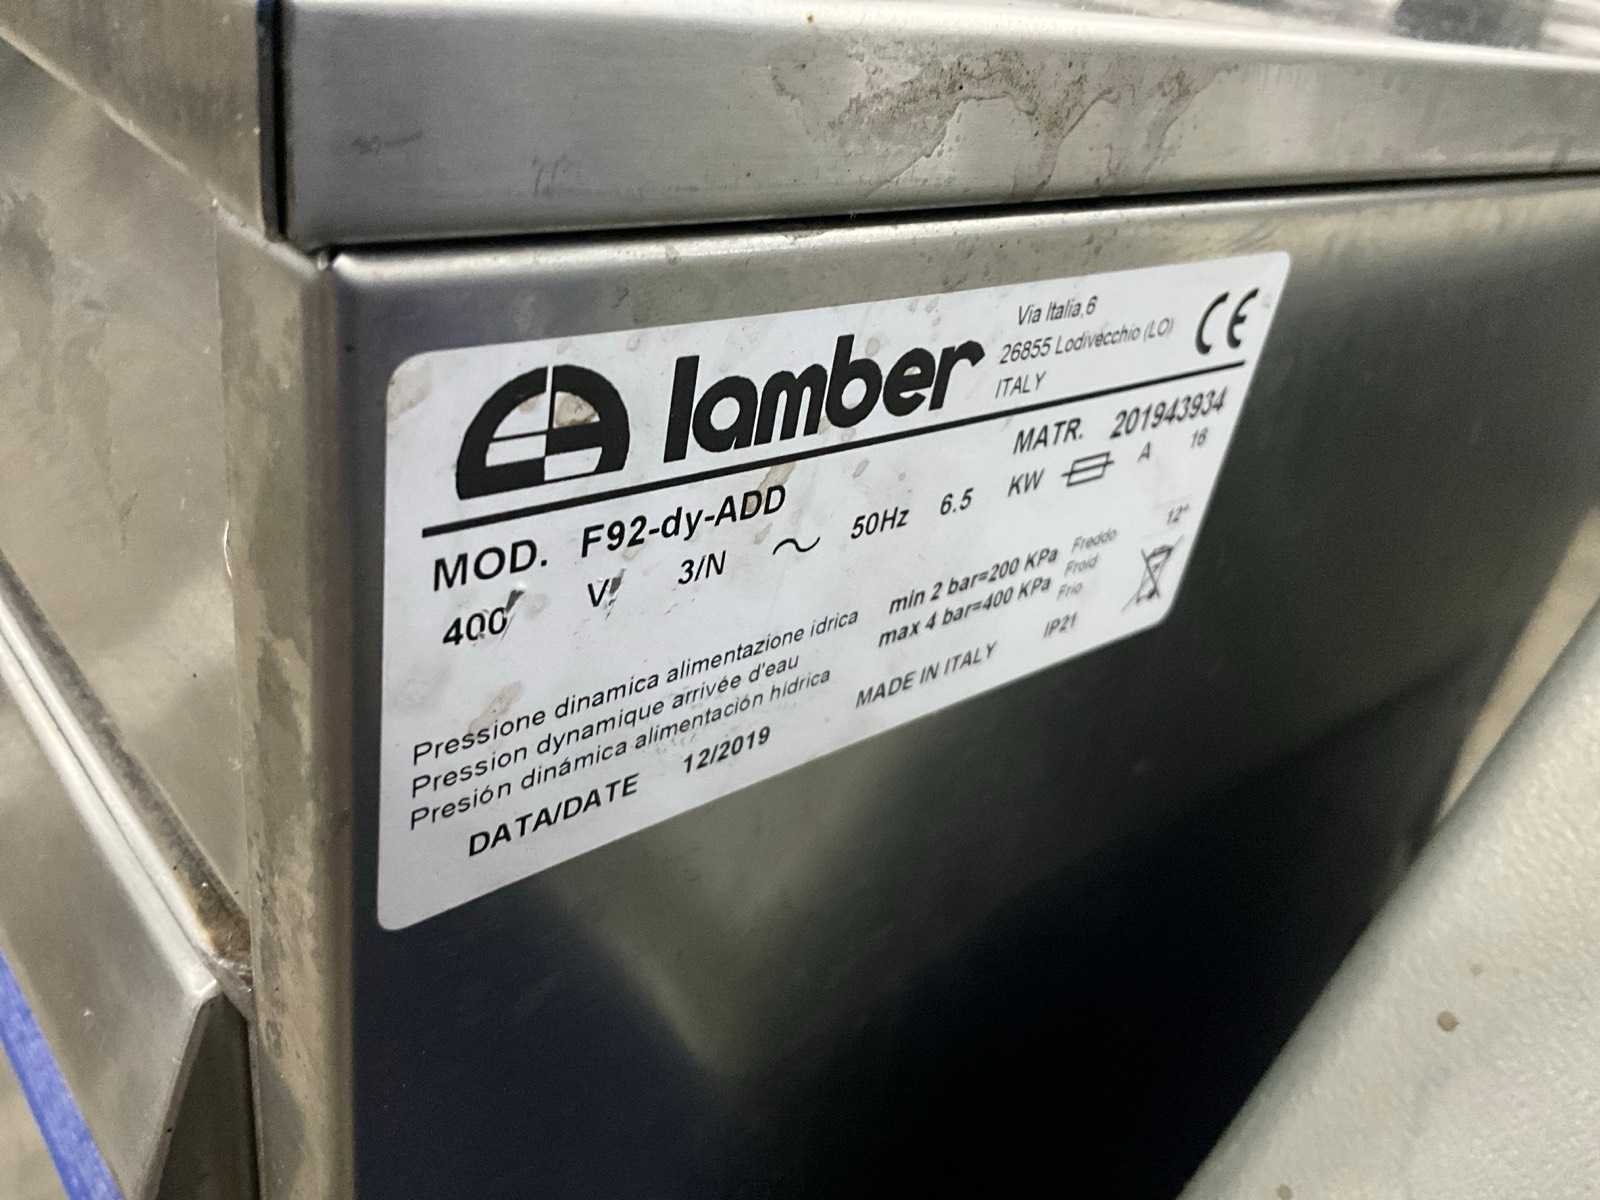 lamber
Via Italia,6
26855 Lodivecchio (LO)
ITALY
CE
MOD. F92-dy-ADD MATR. 201943934
400 V 3/N ~ 50Hz 6.5 KW A 16
Pressione dinamica alimentazione idrica
Pression dynamique arrivée d'eau
Presión dinámica alimentación hídrica
min 2 bar=200 KPa
max 4 bar=400 KPa
Freddo
Froid
Frio
12°
DATA/DATE 12/2019 MADE IN ITALY IP21